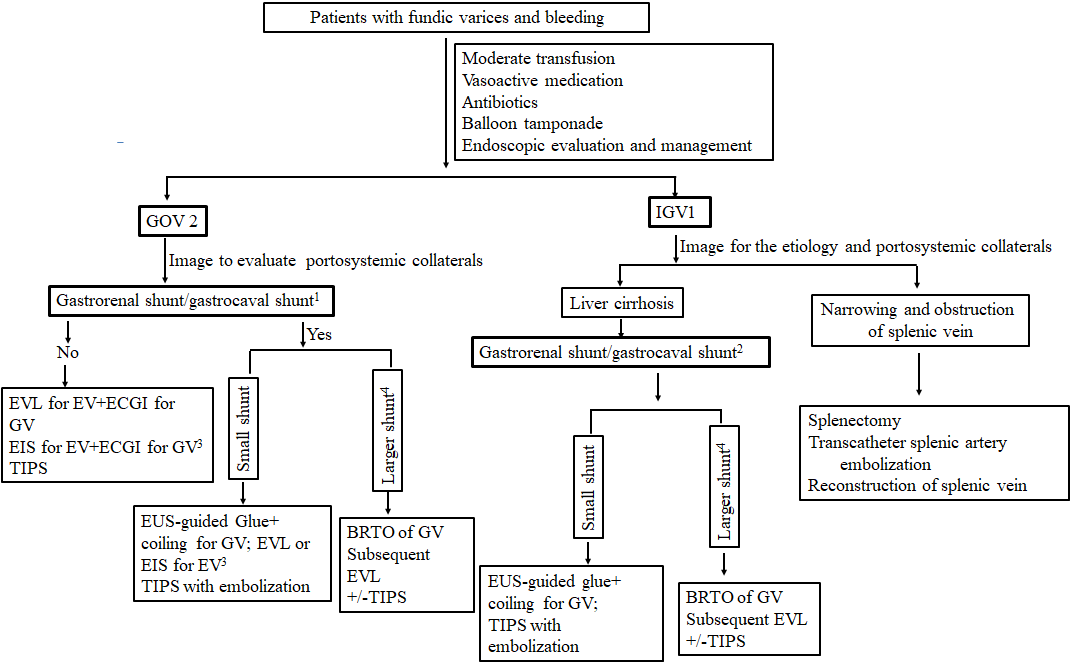 Patients with fundic varices and bleeding
Moderate transfusion
Vasoactive medication
Antibiotics
Balloon tamponade
Endoscopic evaluation and management
GOV 2
IGV1
Image to evaluate portosystemic collaterals
Image for the etiology and portosystemic collaterals
Gastrorenal shunt/gastrocaval shunt¹
Liver cirrhosis
Narrowing and obstruction
of splenic vein
No
Yes
Gastrorenal shunt/gastrocaval shunt²
EVL for EV+ECGI for
GV
EIS for EV+ECGI for GV³
TIPS
Small shunt
Larger shunt⁴
Splenectomy
Transcatheter splenic artery
embolization
Reconstruction of splenic vein
Small shunt
Larger shunt⁴
EUS-guided Glue+
coiling for GV; EVL or
EIS for EV³
TIPS with embolization
BRTO of GV
Subsequent
EVL
+/-TIPS
EUS-guided glue+
coiling for GV;
TIPS with
embolization
BRTO of GV
Subsequent EVL
+/-TIPS